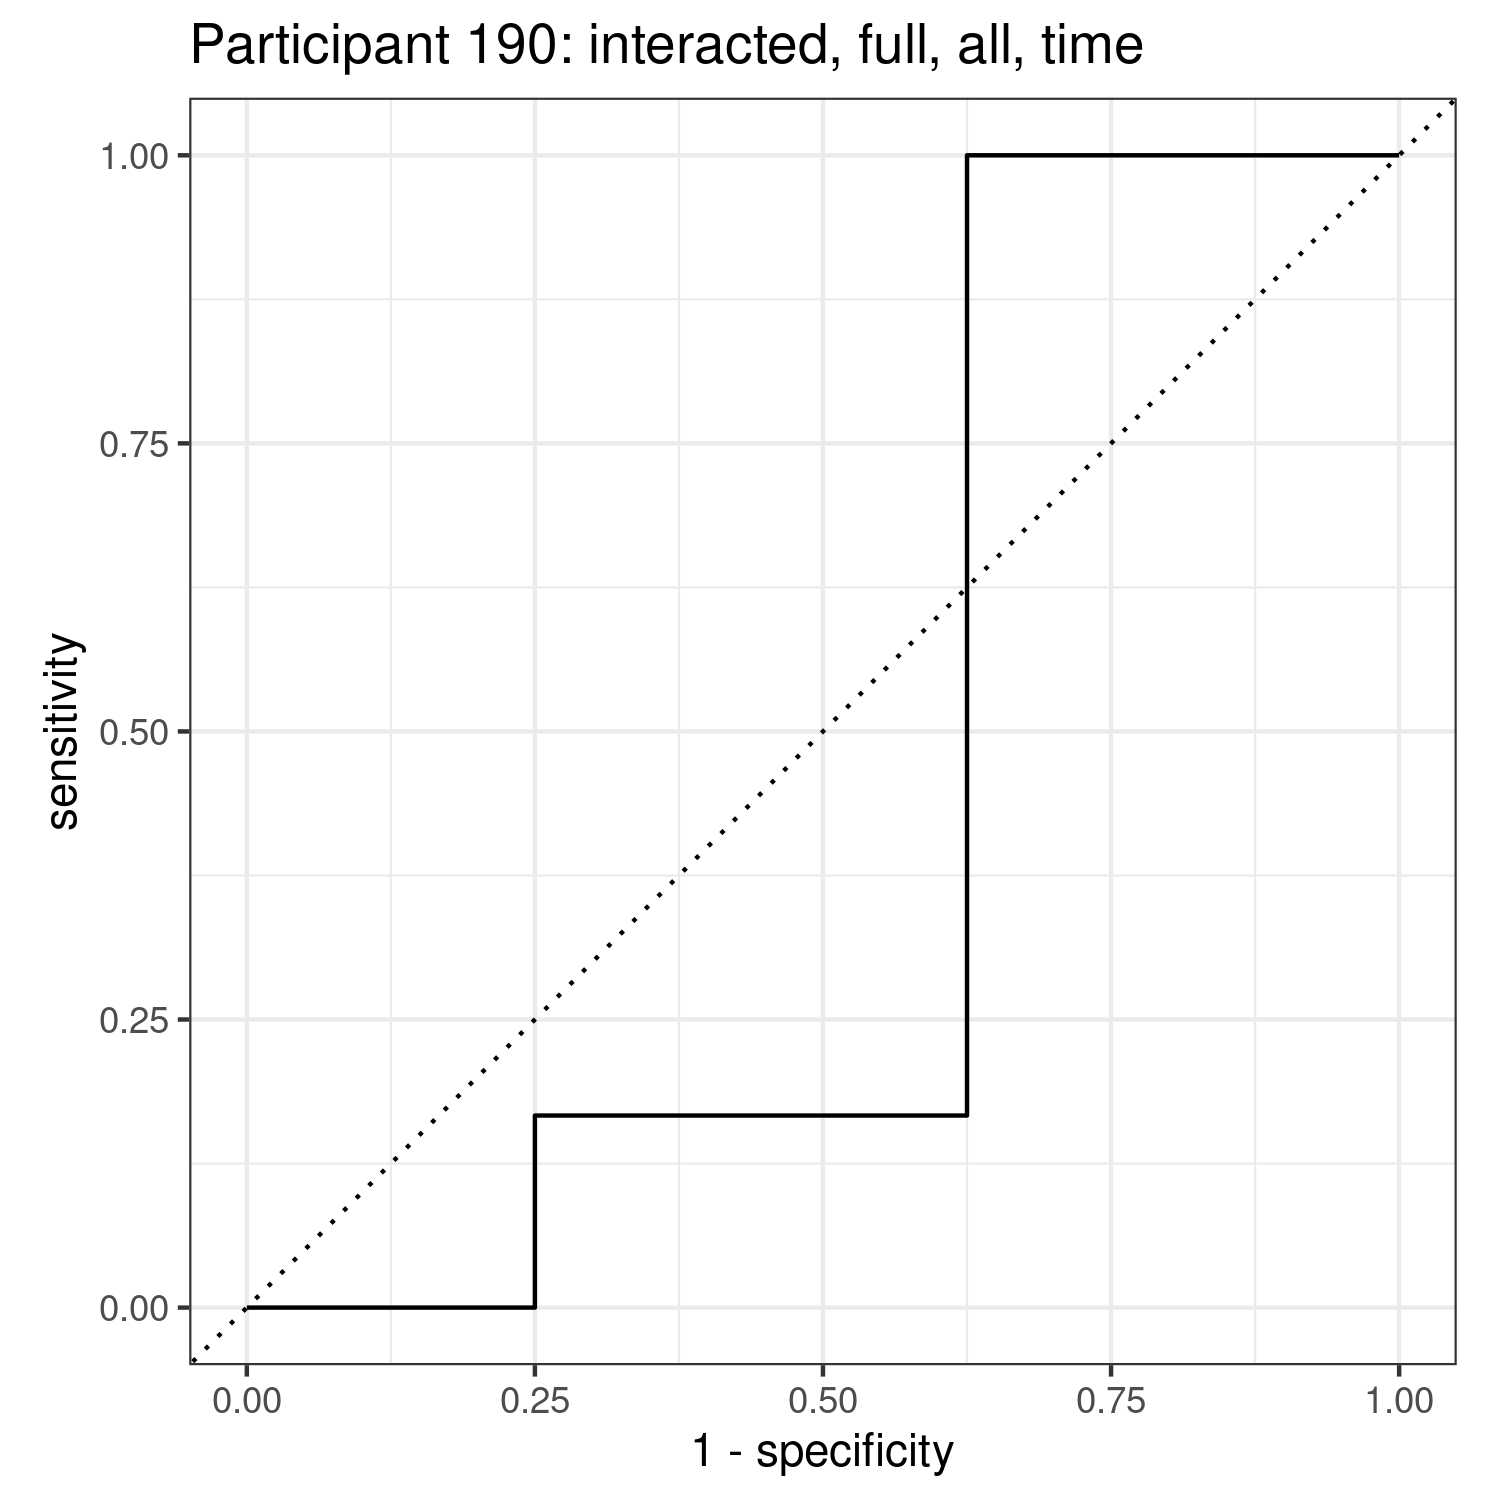 Participant 190: interacted, full, all, time
1.00
0.75
0.50
0.25
0.00
sensitivity
0.00 0.25 0.50 0.75 1.00
1 - specificity